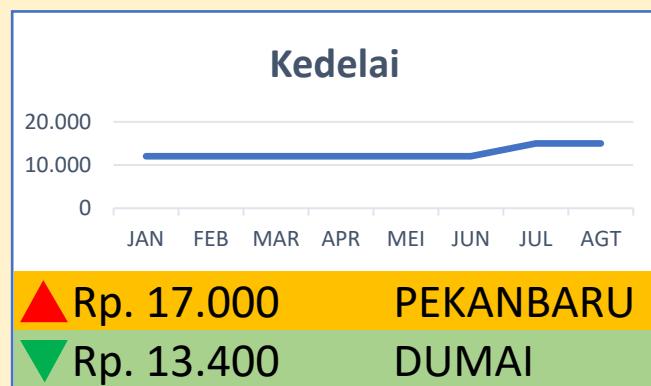 Kedelai
20.000
10.000
0
JAN FEB MAR APR MEI JUN JUL AGT
Rp. 17.000 PEKANBARU
Rp. 13.400 DUMAI